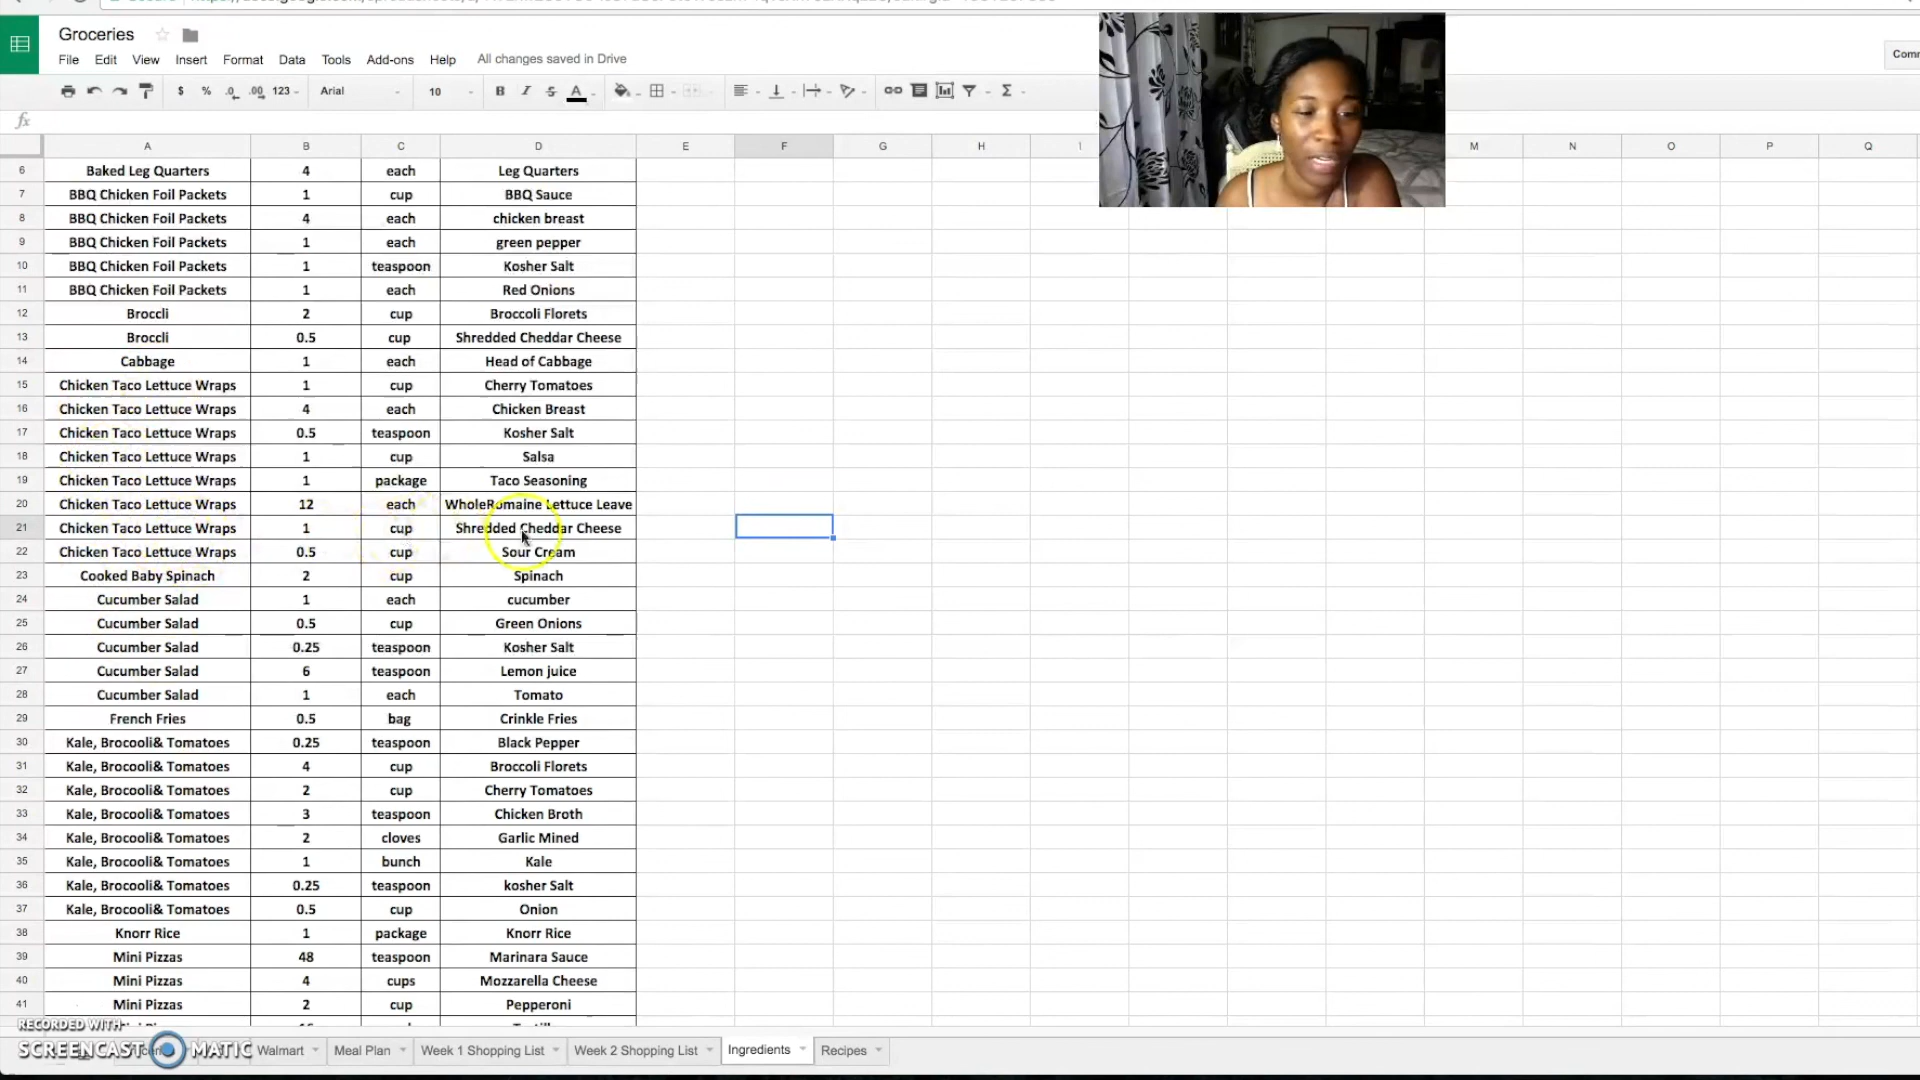 Groceries
File Edit View Insert Format Data Tools Add-ons Help All changes saved in Drive
Comm
$ % .0 .00 123 Arial 10 B I S A Σ
fx
A B C D E F G H I M N O P Q
6 Baked Leg Quarters 4 each Leg Quarters
7 BBQ Chicken Foil Packets 1 cup BBQ Sauce
8 BBQ Chicken Foil Packets 4 each chicken breast
9 BBQ Chicken Foil Packets 1 each green pepper
10 BBQ Chicken Foil Packets 1 teaspoon Kosher Salt
11 BBQ Chicken Foil Packets 1 each Red Onions
12 Broccli 2 cup Broccoli Florets
13 Broccli 0.5 cup Shredded Cheddar Cheese
14 Cabbage 1 each Head of Cabbage
15 Chicken Taco Lettuce Wraps 1 cup Cherry Tomatoes
16 Chicken Taco Lettuce Wraps 4 each Chicken Breast
17 Chicken Taco Lettuce Wraps 0.5 teaspoon Kosher Salt
18 Chicken Taco Lettuce Wraps 1 cup Salsa
19 Chicken Taco Lettuce Wraps 1 package Taco Seasoning
20 Chicken Taco Lettuce Wraps 12 each WholeRomaine Lettuce Leave
21 Chicken Taco Lettuce Wraps 1 cup Shredded Cheddar Cheese
22 Chicken Taco Lettuce Wraps 0.5 cup Sour Cream
23 Cooked Baby Spinach 2 cup Spinach
24 Cucumber Salad 1 each cucumber
25 Cucumber Salad 0.5 cup Green Onions
26 Cucumber Salad 0.25 teaspoon Kosher Salt
27 Cucumber Salad 6 teaspoon Lemon juice
28 Cucumber Salad 1 each Tomato
29 French Fries 0.5 bag Crinkle Fries
30 Kale, Brocooli& Tomatoes 0.25 teaspoon Black Pepper
31 Kale, Brocooli& Tomatoes 4 cup Broccoli Florets
32 Kale, Brocooli& Tomatoes 2 cup Cherry Tomatoes
33 Kale, Brocooli& Tomatoes 3 teaspoon Chicken Broth
34 Kale, Brocooli& Tomatoes 2 cloves Garlic Mined
35 Kale, Brocooli& Tomatoes 1 bunch Kale
36 Kale, Brocooli& Tomatoes 0.25 teaspoon kosher Salt
37 Kale, Brocooli& Tomatoes 0.5 cup Onion
38 Knorr Rice 1 package Knorr Rice
39 Mini Pizzas 48 teaspoon Marinara Sauce
40 Mini Pizzas 4 cups Mozzarella Cheese
41 Mini Pizzas 2 cup Pepperoni
RECORDED WITH
SCREENCAST MATIC Walmart Meal Plan Week 1 Shopping List Week 2 Shopping List Ingredients Recipes